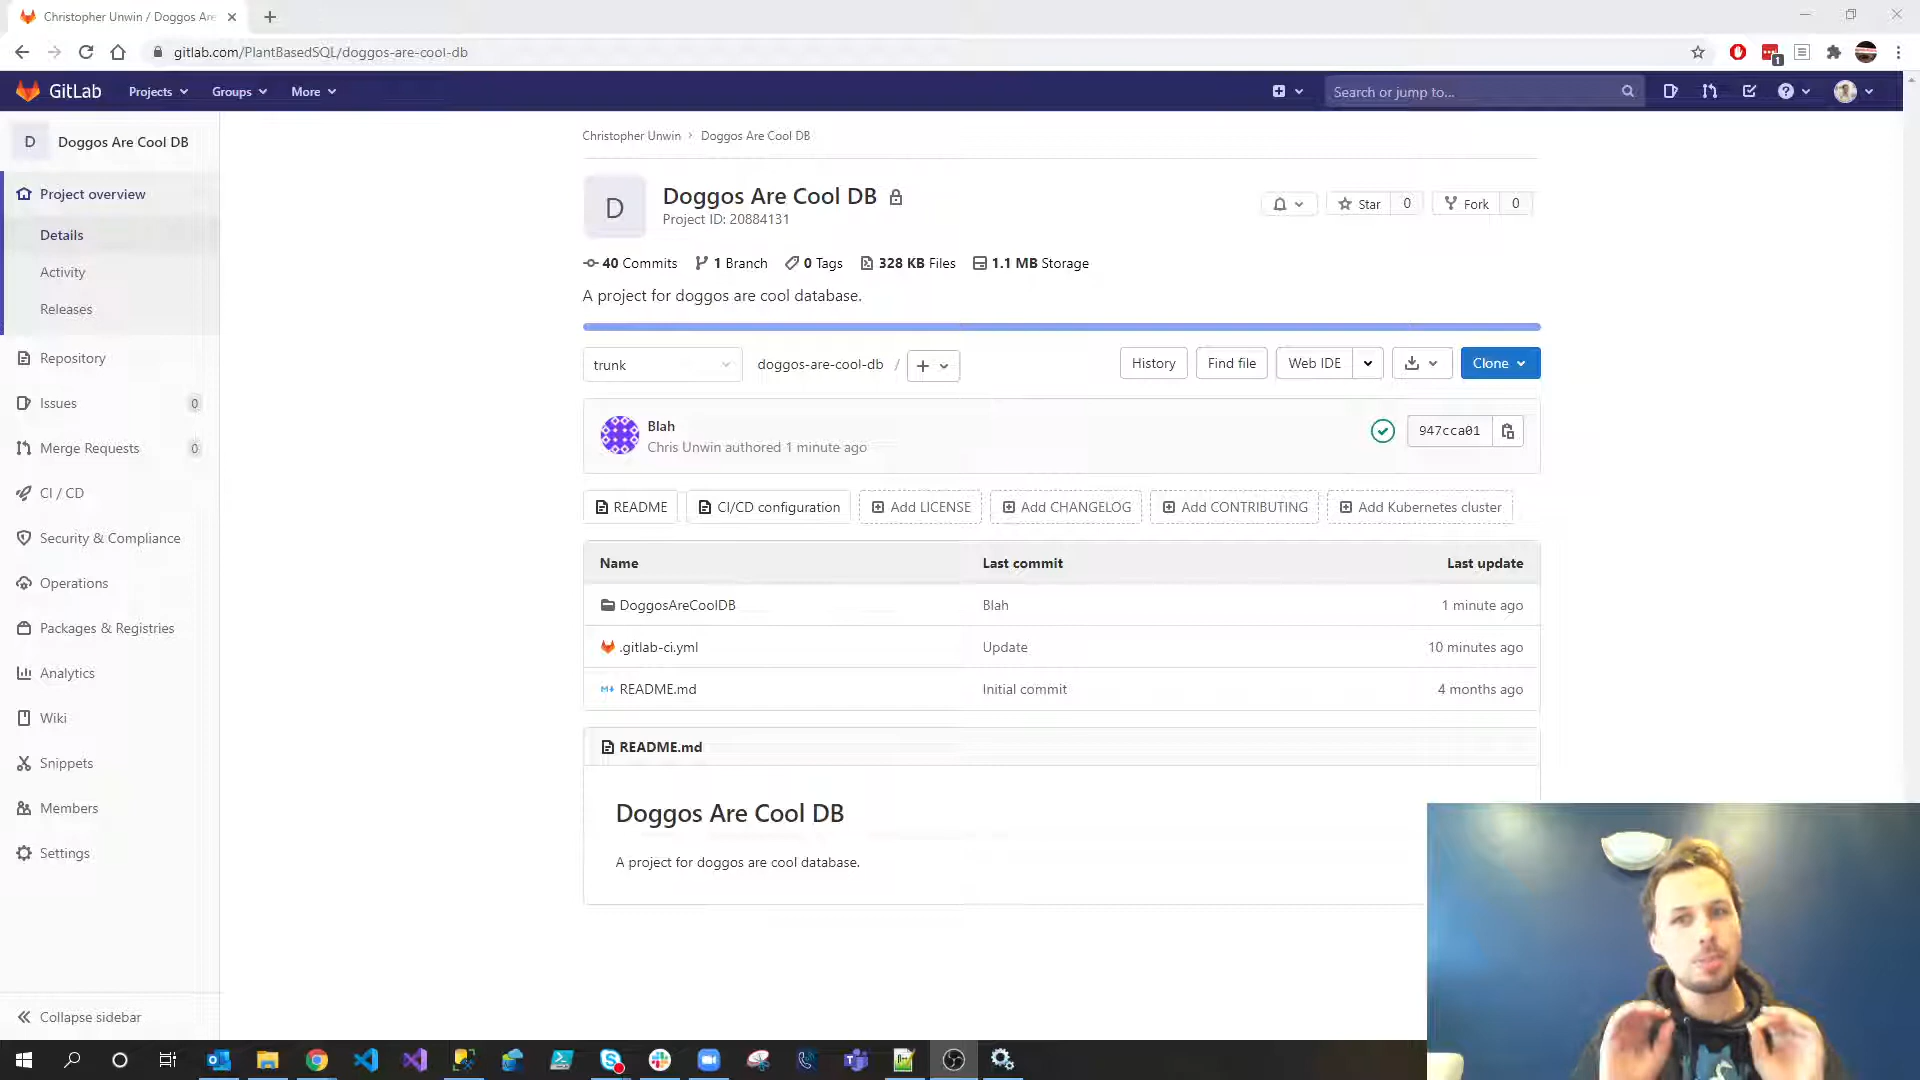 Christopher Unwin / Doggos Are
gitlab.com/PlantBasedSQL/doggos-are-cool-db
1
GitLab
Projects
Groups
More
Search or jump to...
D
Doggos Are Cool DB
Project overview
Details
Activity
Releases
Repository
Issues 0
Merge Requests 0
CI / CD
Security & Compliance
Operations
Packages & Registries
Analytics
Wiki
Snippets
Members
Settings
Collapse sidebar
Christopher Unwin › Doggos Are Cool DB
D
Doggos Are Cool DB
Project ID: 20884131
Star 0
Fork 0
40 Commits 1 Branch 0 Tags 328 KB Files 1.1 MB Storage
A project for doggos are cool database.
trunk
doggos-are-cool-db /
History
Find file
Web IDE
Clone
Blah
Chris Unwin authored 1 minute ago
947cca01
README
CI/CD configuration
Add LICENSE
Add CHANGELOG
Add CONTRIBUTING
Add Kubernetes cluster
Name Last commit Last update
DoggosAreCoolDB Blah 1 minute ago
.gitlab-ci.yml Update 10 minutes ago
README.md Initial commit 4 months ago
README.md
Doggos Are Cool DB
A project for doggos are cool database.